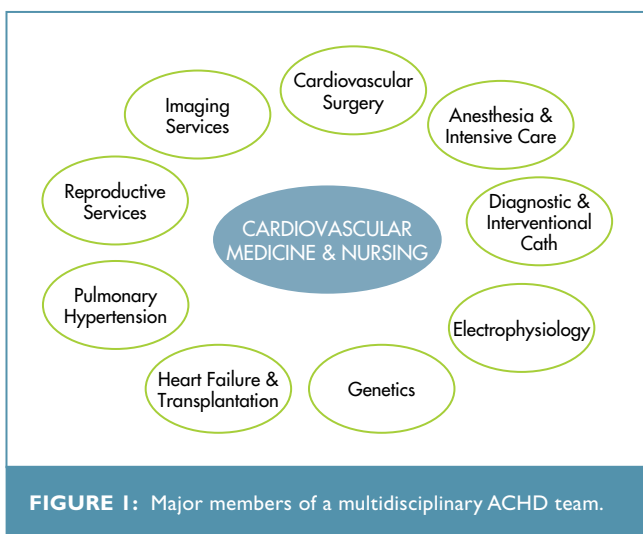 Cardiovascular
Surgery
Imaging
Services
Anesthesia &
Intensive Care
Reproductive
Services
Diagnostic &
Interventional
Cath
CARDIOVASCULAR
MEDICINE & NURSING
Pulmonary
Hypertension
Electrophysiology
Heart Failure &
Transplantation
Genetics
FIGURE 1: Major members of a multidisciplinary ACHD team.